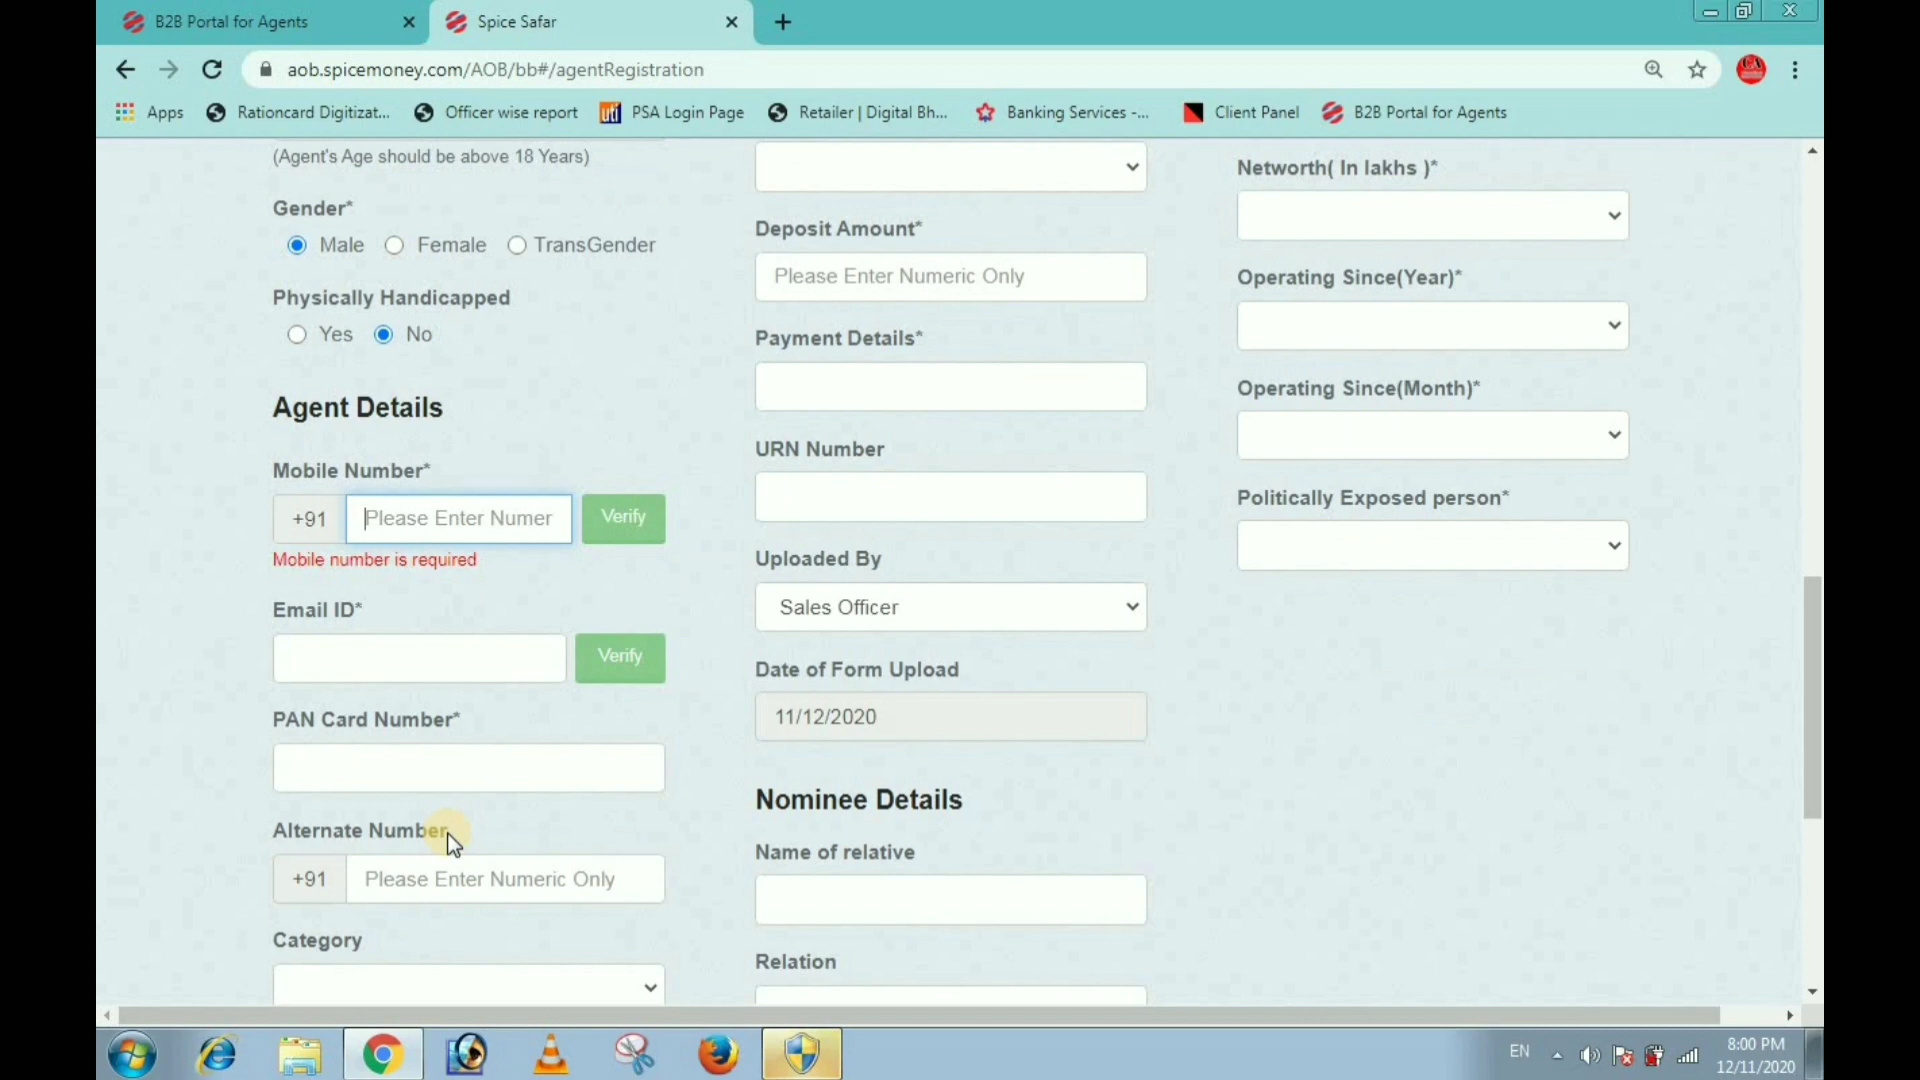 B2B Portal for Agents
Spice Safar
aob.spicemoney.com/AOB/bb#/agentRegistration
Apps
Rationcard Digitizat...
Officer wise report
uti
PSA Login Page
Retailer | Digital Bh...
Banking Services -...
Client Panel
B2B Portal for Agents
(Agent's Age should be above 18 Years)
Gender*
Male
Female
TransGender
Physically Handicapped
Yes
No
Agent Details
Mobile Number*
+91
Please Enter Numer
Verify
Mobile number is required
Email ID*
Verify
PAN Card Number*
Alternate Number
+91
Please Enter Numeric Only
Category
Deposit Amount*
Please Enter Numeric Only
Payment Details*
URN Number
Uploaded By
Sales Officer
Date of Form Upload
11/12/2020
Nominee Details
Name of relative
Relation
Networth( In lakhs )*
Operating Since(Year)*
Operating Since(Month)*
Politically Exposed person*
EN
8:00 PM
12/11/2020